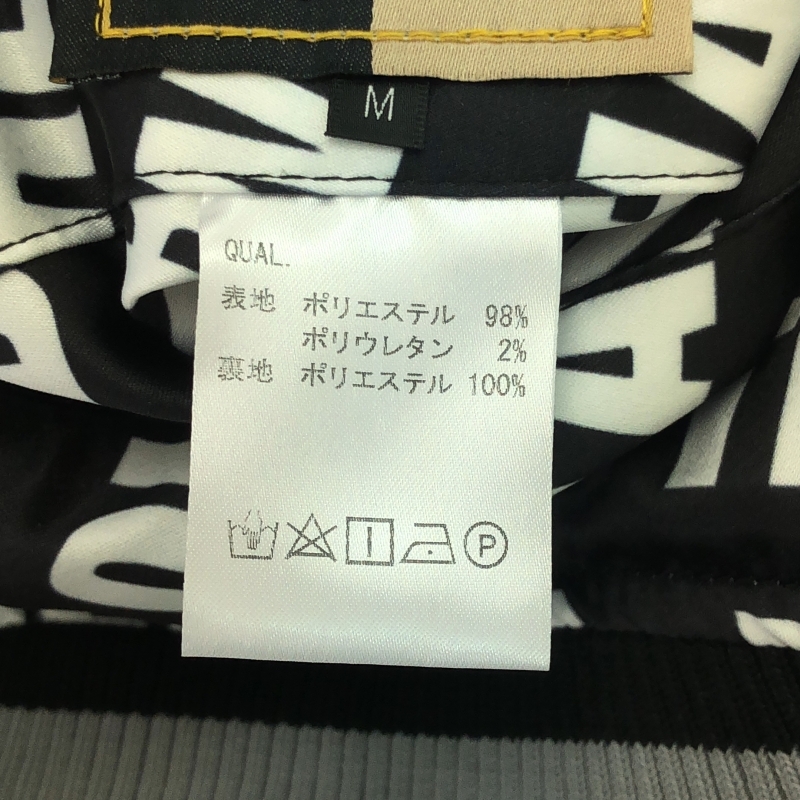 M
QUAL.
表地 ポリエステル 98%
ポリウレタン 2%
裏地 ポリエステル 100%
P